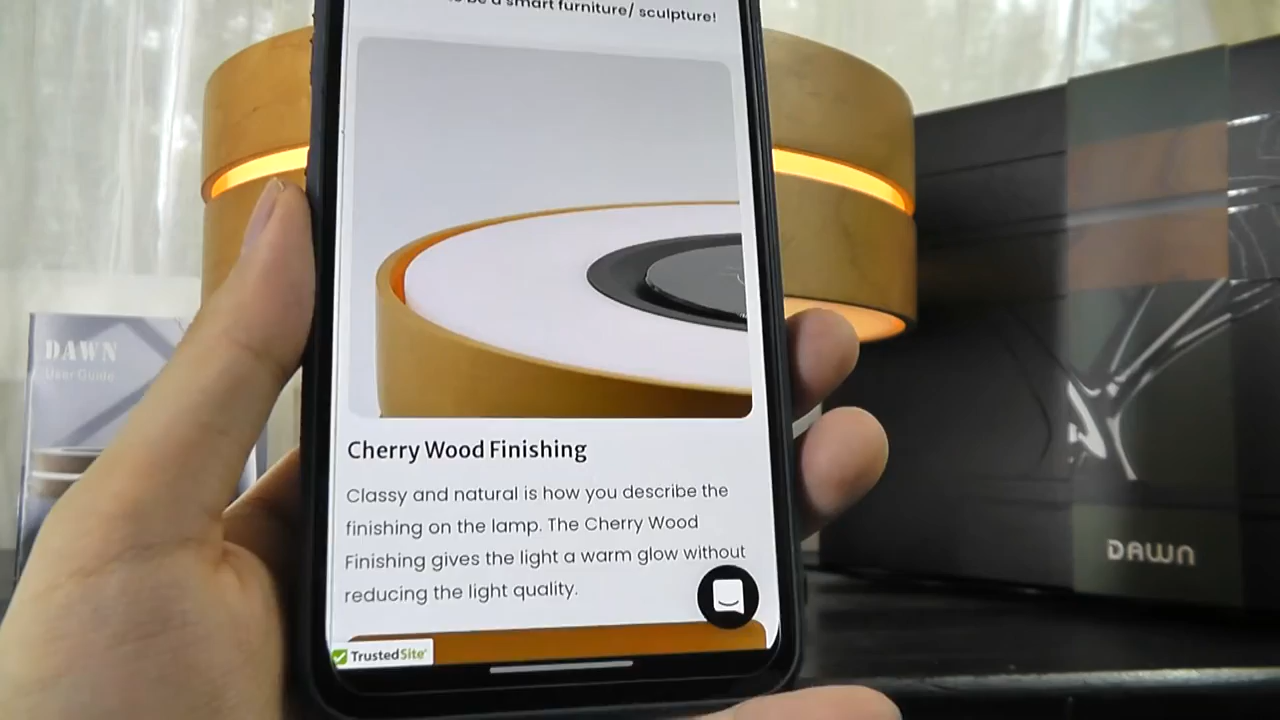 be a smart furniture/ sculpture!
Cherry Wood Finishing
Classy and natural is how you describe the
finishing on the lamp. The Cherry Wood
Finishing gives the light a warm glow without
reducing the light quality.
TrustedSite
DAWN
User Guide
DAWN